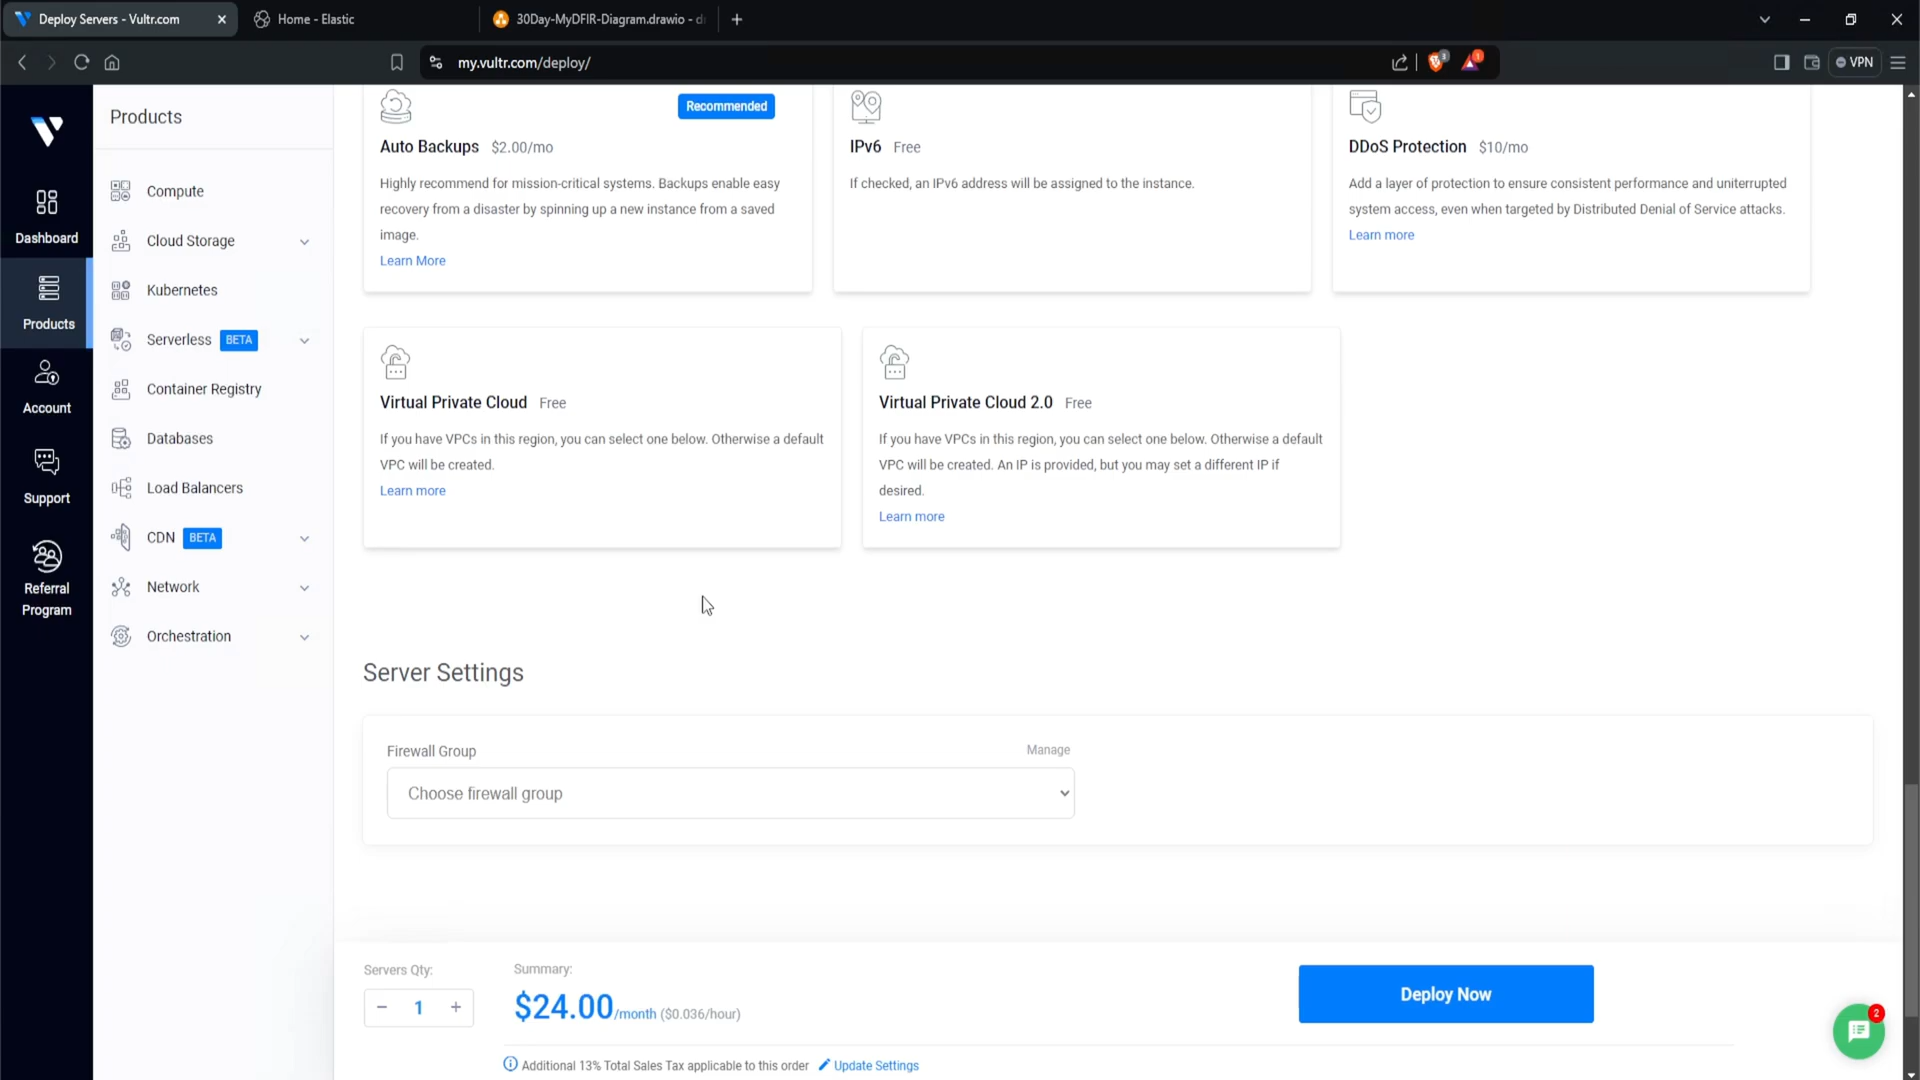 Deploy Servers - Vultr.com
Home - Elastic
30Day-MyDFIR-Diagram.drawio - d
my.vultr.com/deploy/
3
1
VPN
Dashboard
Products
Account
Support
Referral
Program
Products
Compute
Cloud Storage
Kubernetes
Serverless BETA
Container Registry
Databases
Load Balancers
CDN BETA
Network
Orchestration
Recommended
Auto Backups $2.00/mo
Highly recommend for mission-critical systems. Backups enable easy
recovery from a disaster by spinning up a new instance from a saved
image.
Learn More
IPv6 Free
If checked, an IPv6 address will be assigned to the instance.
DDoS Protection $10/mo
Add a layer of protection to ensure consistent performance and uniterrupted
system access, even when targeted by Distributed Denial of Service attacks.
Learn more
Virtual Private Cloud Free
If you have VPCs in this region, you can select one below. Otherwise a default
VPC will be created.
Learn more
Virtual Private Cloud 2.0 Free
If you have VPCs in this region, you can select one below. Otherwise a default
VPC will be created. An IP is provided, but you may set a different IP if
desired.
Learn more
Server Settings
Firewall Group
Manage
Choose firewall group
Servers Qty:
− 1 +
Summary:
$24.00/month ($0.036/hour)
Deploy Now
Additional 13% Total Sales Tax applicable to this order Update Settings
2